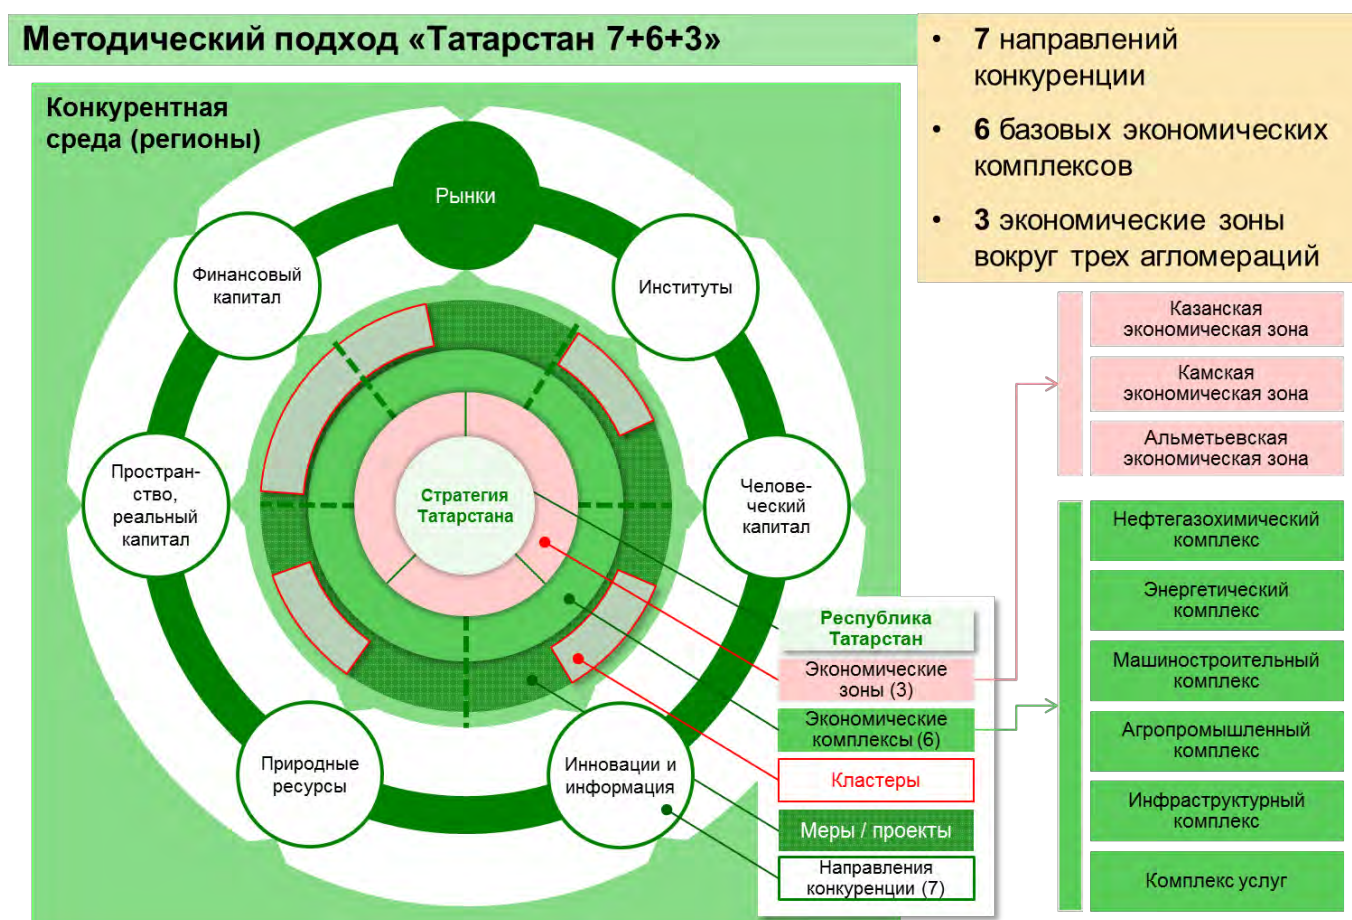 Методический подход «Татарстан 7+6+3»
• 7 направлений
конкуренции
• 6 базовых экономических
комплексов
• 3 экономические зоны
вокруг трех агломераций
Конкурентная
среда (регионы)
Рынки
Финансовый
капитал
Институты
Простран-
ство,
реальный
капитал
Челове-
ческий
капитал
Природные
ресурсы
Инновации и
информация
Стратегия
Татарстана
Республика
Татарстан
Экономические
зоны (3)
Экономические
комплексы (6)
Кластеры
Меры / проекты
Направления
конкуренции (7)
Казанская
экономическая зона
Камская
экономическая зона
Альметьевская
экономическая зона
Нефтегазохимический
комплекс
Энергетический
комплекс
Машиностроительный
комплекс
Агропромышленный
комплекс
Инфраструктурный
комплекс
Комплекс услуг